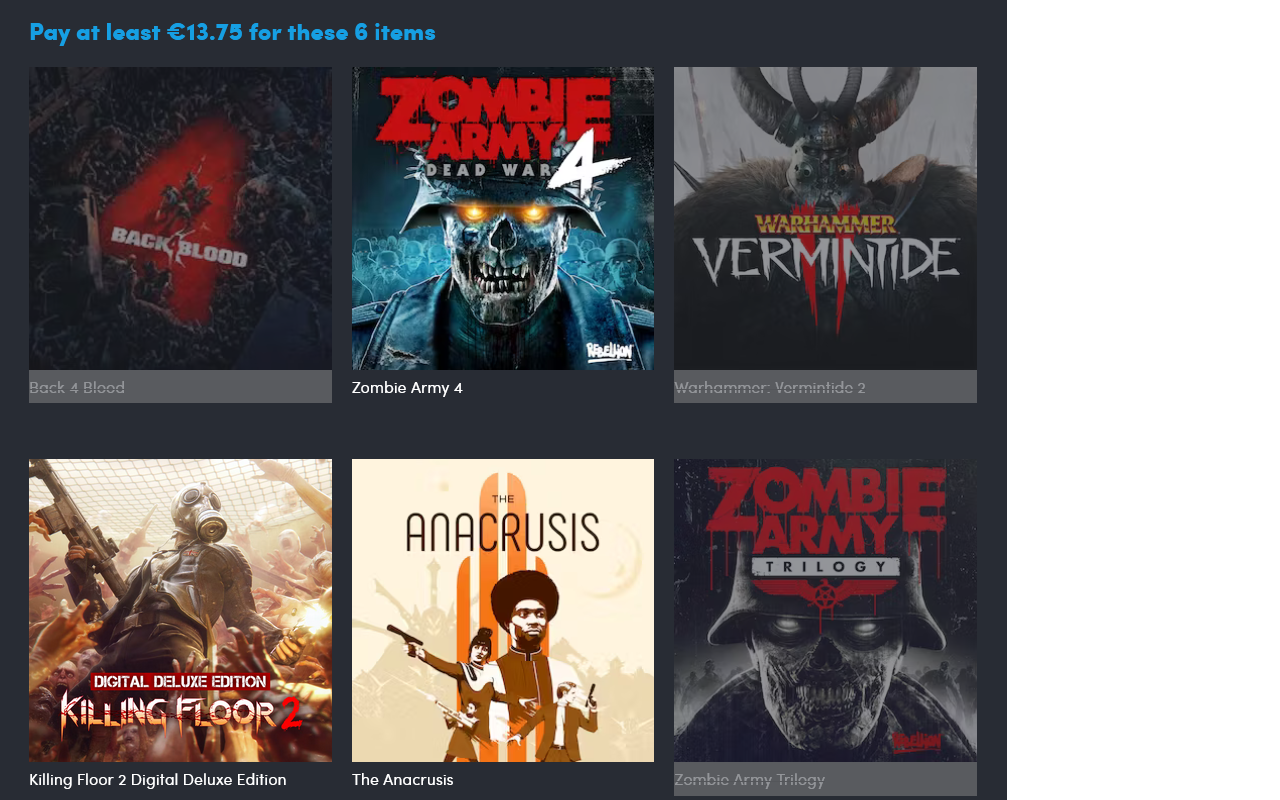 Pay at least €13.75 for these 6 items
BACK 4 BLOOD
4
ZOMBIE
ARMY
DEAD WAR 4
REBELLION
WARHAMMER
VERMINTIDE
II
Back 4 Blood
Zombie Army 4
Warhammer: Vermintide 2
DIGITAL DELUXE EDITION
KILLING FLOOR 2
THE
ANACRUSIS
ZOMBIE
ARMY
TRILOGY
REBELLION
Killing Floor 2 Digital Deluxe Edition
The Anacrusis
Zombie Army Trilogy